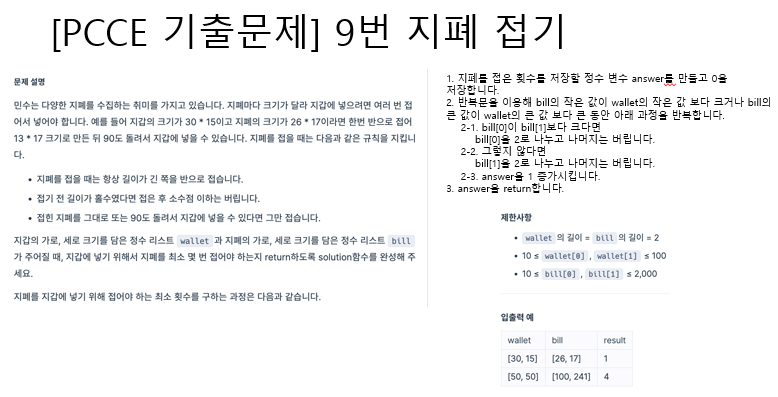 [PCCE 기출문제] 9번 지폐 접기
문제 설명
민수는 다양한 지폐를 수집하는 취미를 가지고 있습니다. 지폐마다 크기가 달라 지갑에 넣으려면 여러 번 접
어서 넣어야 합니다. 예를 들어 지갑의 크기가 30 * 15이고 지폐의 크기가 26 * 17이라면 한번 반으로 접어
13 * 17 크기로 만든 뒤 90도 돌려서 지갑에 넣을 수 있습니다. 지폐를 접을 때는 다음과 같은 규칙을 지킵니
다.
• 지폐를 접을 때는 항상 길이가 긴 쪽을 반으로 접습니다.
• 접기 전 길이가 홀수였다면 접은 후 소수점 이하는 버립니다.
• 접힌 지폐를 그대로 또는 90도 돌려서 지갑에 넣을 수 있다면 그만 접습니다.
지갑의 가로, 세로 크기를 담은 정수 리스트 wallet 과 지폐의 가로, 세로 크기를 담은 정수 리스트 bill
가 주어질 때, 지갑에 넣기 위해서 지폐를 최소 몇 번 접어야 하는지 return하도록 solution함수를 완성해 주
세요.
지폐를 지갑에 넣기 위해 접어야 하는 최소 횟수를 구하는 과정은 다음과 같습니다.
1. 지폐를 접은 횟수를 저장할 정수 변수 answer를 만들고 0을
저장합니다.
2. 반복문을 이용해 bill의 작은 값이 wallet의 작은 값 보다 크거나 bill의
큰 값이 wallet의 큰 값 보다 큰 동안 아래 과정을 반복합니다.
2-1. bill[0]이 bill[1]보다 크다면
bill[0]을 2로 나누고 나머지는 버립니다.
2-2. 그렇지 않다면
bill[1]을 2로 나누고 나머지는 버립니다.
2-3. answer을 1 증가시킵니다.
3. answer을 return합니다.
제한사항
• wallet 의 길이 = bill 의 길이 = 2
• 10 ≤ wallet[0] , wallet[1] ≤ 100
• 10 ≤ bill[0] , bill[1] ≤ 2,000
입출력 예
wallet bill result
[30, 15] [26, 17] 1
[50, 50] [100, 241] 4